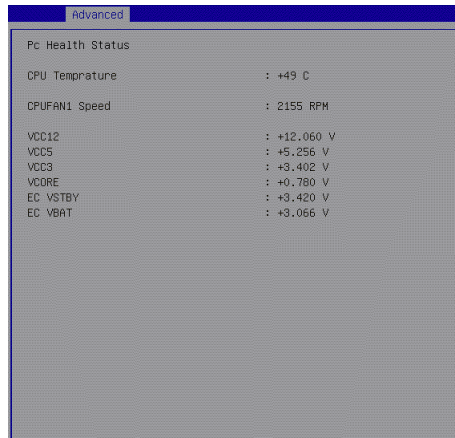 Advanced
Pc Health Status
CPU Temprature : +49 C
CPUFAN1 Speed : 2155 RPM
VCC12 : +12.060 V
VCC5 : +5.256 V
VCC3 : +3.402 V
VCORE : +0.780 V
EC VSTBY : +3.420 V
EC VBAT : +3.066 V